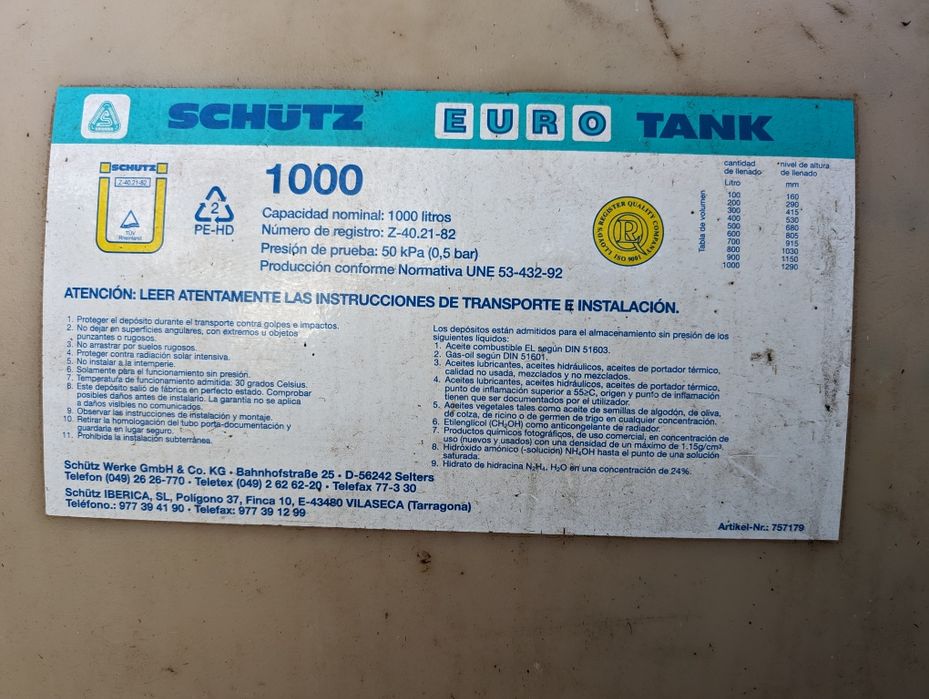 SCHÜTZ EURO TANK
SCHÜTZ
Z-40.21-82
TÜV
Rheinland
2
PE-HD
1000
Capacidad nominal: 1000 litros
Número de registro: Z-40.21-82
Presión de prueba: 50 kPa (0,5 bar)
Producción conforme Normativa UNE 53-432-92
LLOYD'S REGISTER QUALITY
ISO 9001
Tabla de volumen
cantidad de llenado nivel de altura de llenado
Litro mm
100 160
200 290
300 415
400 530
500 680
600 805
700 915
800 1030
900 1150
1000 1290
ATENCIÓN: LEER ATENTAMENTE LAS INSTRUCCIONES DE TRANSPORTE E INSTALACIÓN.
1. Proteger el depósito durante el transporte contra golpes e impactos.
2. No dejar en superficies angulares, con extremos u objetos
punzantes o rugosos.
3. No arrastrar por suelos rugosos.
4. Proteger contra radiación solar intensiva.
5. No instalar a la intemperie.
6. Solamente para el funcionamiento sin presión.
7. Temperatura de funcionamiento admitida: 30 grados Celsius.
8. Este depósito salió de fábrica en perfecto estado. Comprobar
posibles daños antes de instalarlo. La garantía no se aplica
a daños visibles no comunicados.
9. Observar las instrucciones de instalación y montaje.
10. Retirar la homologación del tubo porta-documentación y
guardarla en lugar seguro.
11. Prohibida la instalación subterránea.
Los depósitos están admitidos para el almacenamiento sin presión de los
siguientes líquidos:
1. Aceite combustible EL según DIN 51603.
2. Gas-oil según DIN 51601.
3. Aceites lubricantes, aceites hidráulicos, aceites de portador térmico,
calidad no usada, mezclados y no mezclados.
4. Aceites lubricantes, aceites hidráulicos, aceites de portador térmico,
punto de inflamación superior a 55ºC, origen y punto de inflamación
tienen que ser documentados por el utilizador.
5. Aceites vegetales tales como aceite de semillas de algodón, de oliva,
de colza, de ricino o de germen de trigo en cualquier concentración.
6. Etilenglicol (CH₂OH) como anticongelante de radiador.
7. Productos químicos fotográficos, de uso comercial, en concentración de
uso (nuevos y usados) con una densidad de un máximo de 1.15g/cm³.
8. Hidróxido amónico (-solución) NH₄OH hasta el punto de una solución
saturada.
9. Hidrato de hidracina N₂H₄. H₂O en una concentración de 24%.
Schütz Werke GmbH & Co. KG · Bahnhofstraße 25 · D-56242 Selters
Telefon (049) 26 26-770 · Teletex (049) 2 62 62-20 · Telefax 77-3 30
Schütz IBERICA, SL, Polígono 37, Finca 10, E-43480 VILASECA (Tarragona)
Teléfono.: 977 39 41 90 · Telefax: 977 39 12 99
Artikel-Nr.: 757179